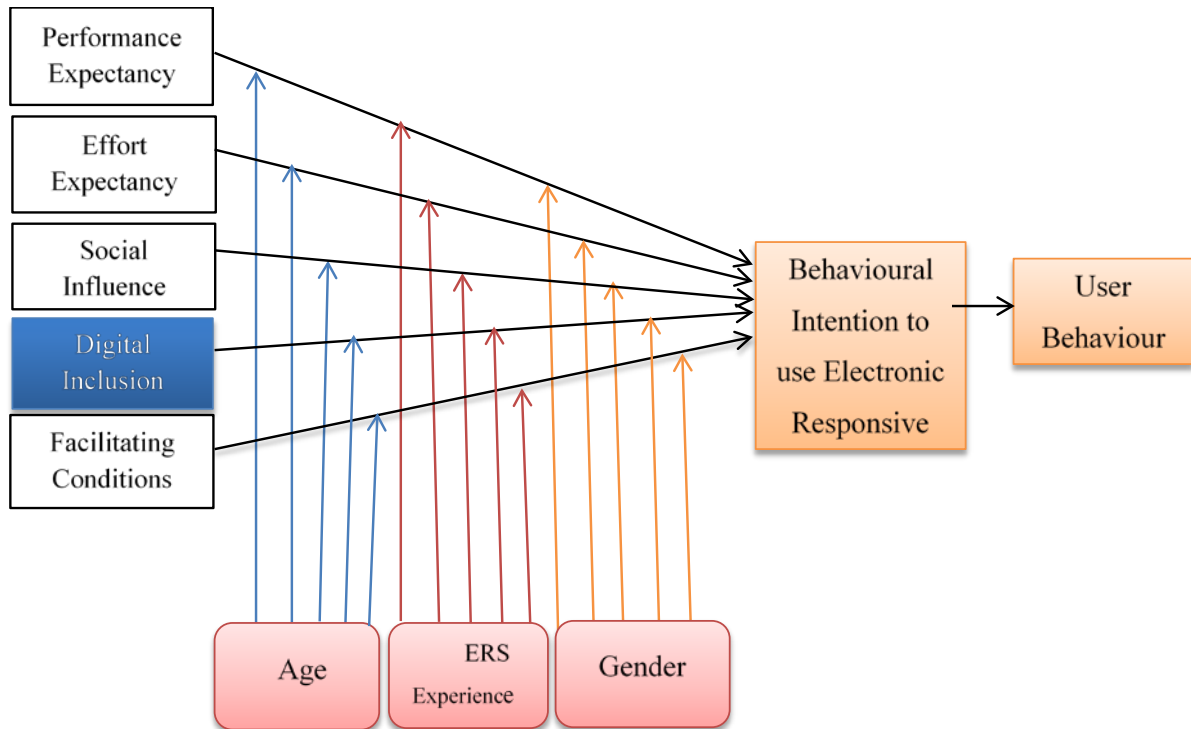 Performance
Expectancy
Effort
Expectancy
Social
Influence
Digital
Inclusion
Facilitating
Conditions
Behavioural
Intention to
use Electronic
Responsive
User
Behaviour
Age
ERS
Experience
Gender